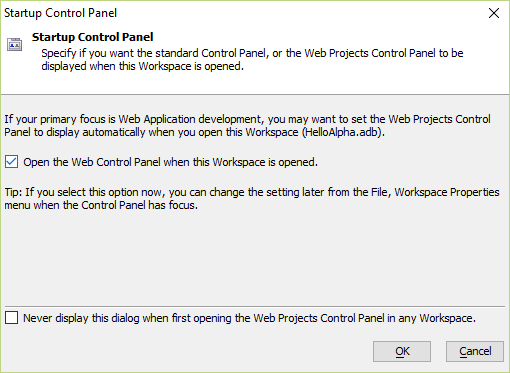 Startup Control Panel
Startup Control Panel
Specify if you want the standard Control Panel, or the Web Projects Control Panel to be
displayed when this Workspace is opened.
If your primary focus is Web Application development, you may want to set the Web Projects Control
Panel to display automatically when you open this Workspace (HelloAlpha.adb).
Open the Web Control Panel when this Workspace is opened.
Tip: If you select this option now, you can change the setting later from the File, Workspace Properties
menu when the Control Panel has focus.
Never display this dialog when first opening the Web Projects Control Panel in any Workspace.
OK
Cancel